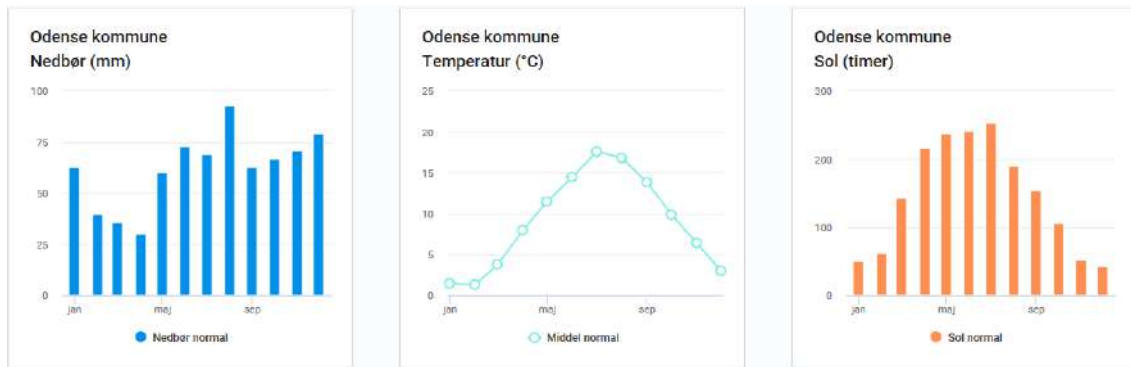 Odense kommune
Nedbør (mm)
100
75
50
25
0
jan maj sep
Nedbør normal
Odense kommune
Temperatur (°C)
25
20
15
10
5
0
jan maj sep
Middel normal
Odense kommune
Sol (timer)
300
200
100
0
jan maj sep
Sol normal